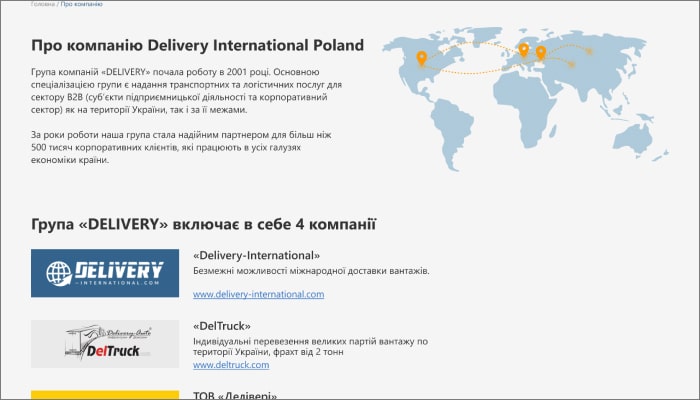 Головна / Про компанію
Про компанію Delivery International Poland
Група компаній «DELIVERY» почала роботу в 2001 році. Основною
спеціалізацією групи є надання транспортних та логістичних послуг для
сектору B2B (суб'єкти підприємницької діяльності та корпоративний
сектор) як на території України, так і за її межами.
За роки роботи наша група стала надійним партнером для більш ніж
500 тисяч корпоративних клієнтів, які працюють в усіх галузях
економіки країни.
Група «DELIVERY» включає в себе 4 компанії
DELIVERY
INTERNATIONAL.COM
«Delivery-International»
Безмежні можливості міжнародної доставки вантажів.
www.delivery-international.com
Delivery-Auto
DelTruck.com
«DelTruck»
Індивідуальні перевезення великих партій вантажу по
території України, фрахт від 2 тонн
www.deltruck.com
ТОВ «Делівері»